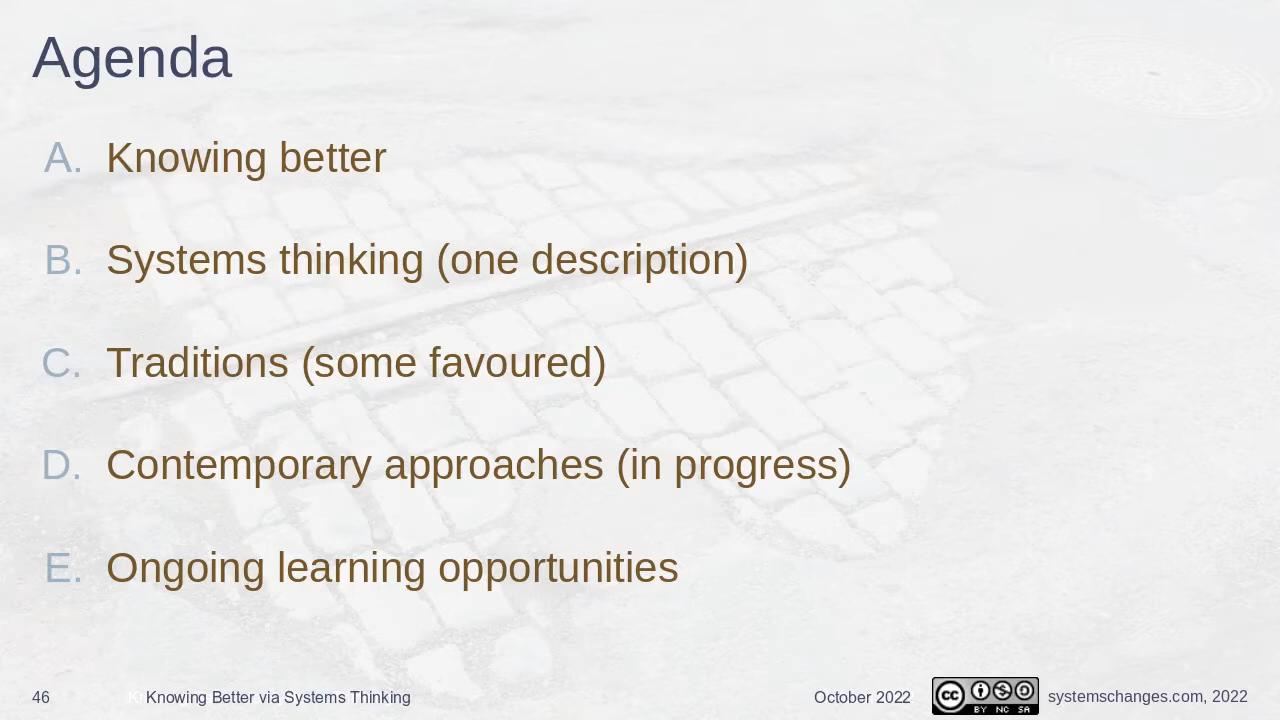 Agenda
A. Knowing better
B. Systems thinking (one description)
C. Traditions (some favoured)
D. Contemporary approaches (in progress)
E. Ongoing learning opportunities
46 Knowing Better via Systems Thinking October 2022 cc BY NC SA systemschanges.com, 2022